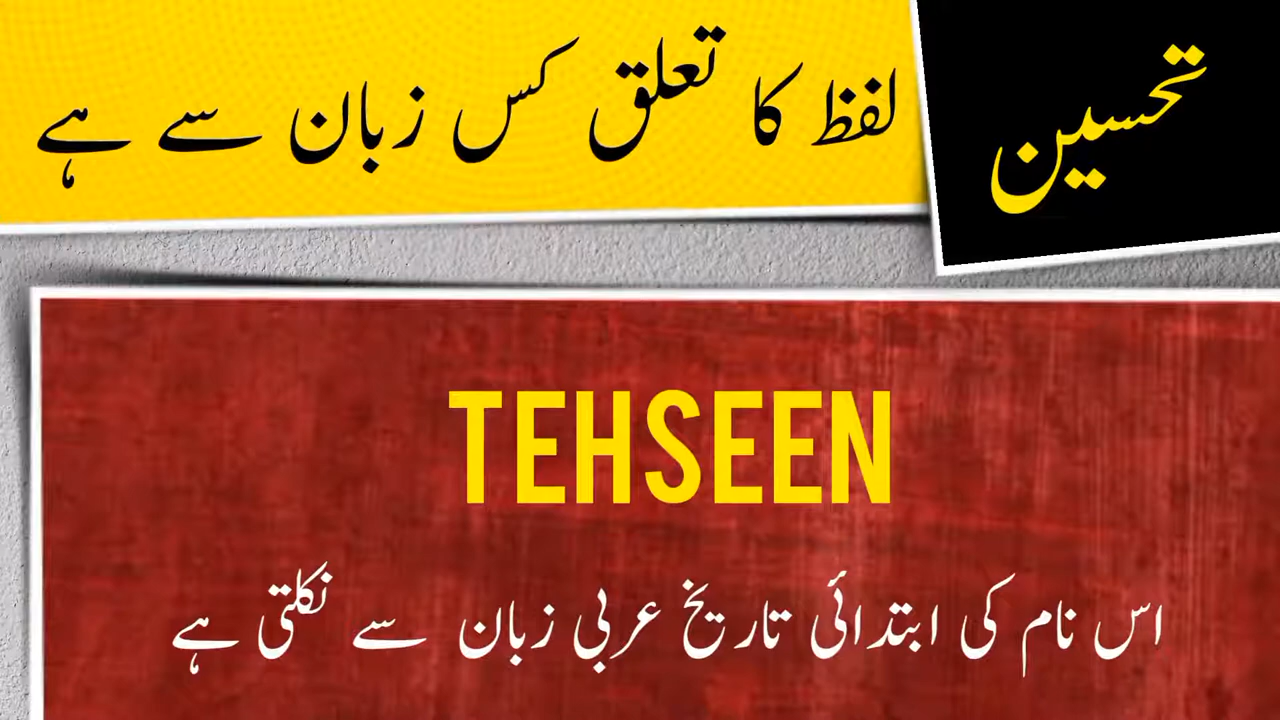 تحسین
لفظ کا تعلق کس زبان سے ہے
TEHSEEN
اس نام کی ابتدائی تاریخ عربی زبان سے نکلتی ہے